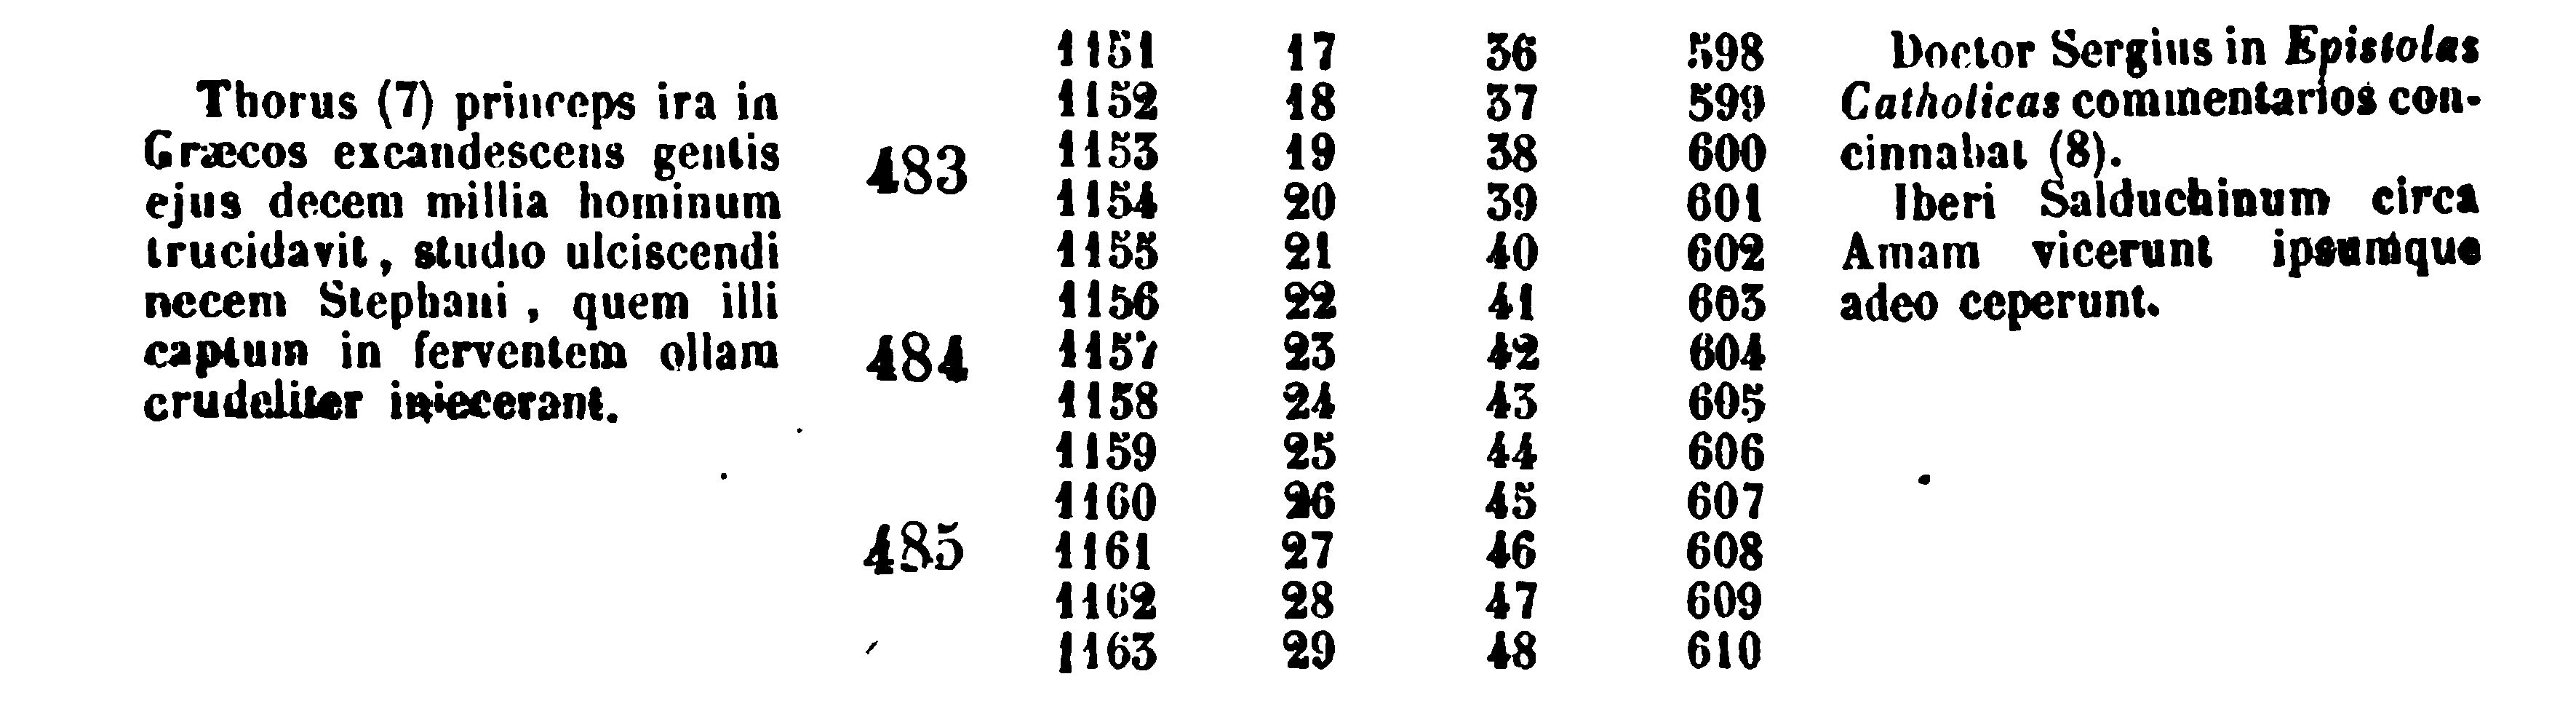 1151 17 36 598 Doctor Sergius in Epistolas
Thorus (7) princeps ira in 1152 18 37 599 Catholicas commentarios con-
Græcos excandescens gentis 483 1153 19 38 600 cinnabat (8).
ejus decem millia hominum 1154 20 39 601 Iberi Salduchinum circa
trucidavit, studio ulciscendi 1155 21 40 602 Amam vicerunt ipsumque
necem Stephani, quem illi 1156 22 41 603 adeo ceperunt.
captum in ferventem ollam 484 1157 23 42 604
crudeliter injecerant. 1158 24 43 605
1159 25 44 606
1160 26 45 607
485 1161 27 46 608
1162 28 47 609
1163 29 48 610